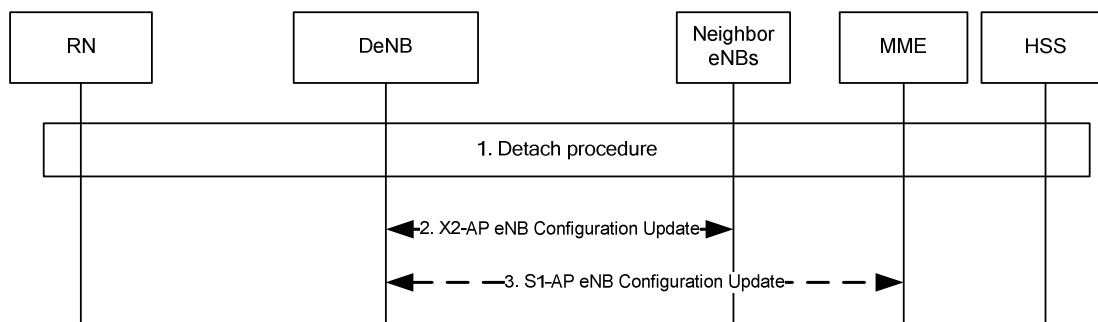 RN
DeNB
Neighbor
eNBs
MME
HSS
1. Detach procedure
2. X2-AP eNB Configuration Update
3. S1-AP eNB Configuration Update